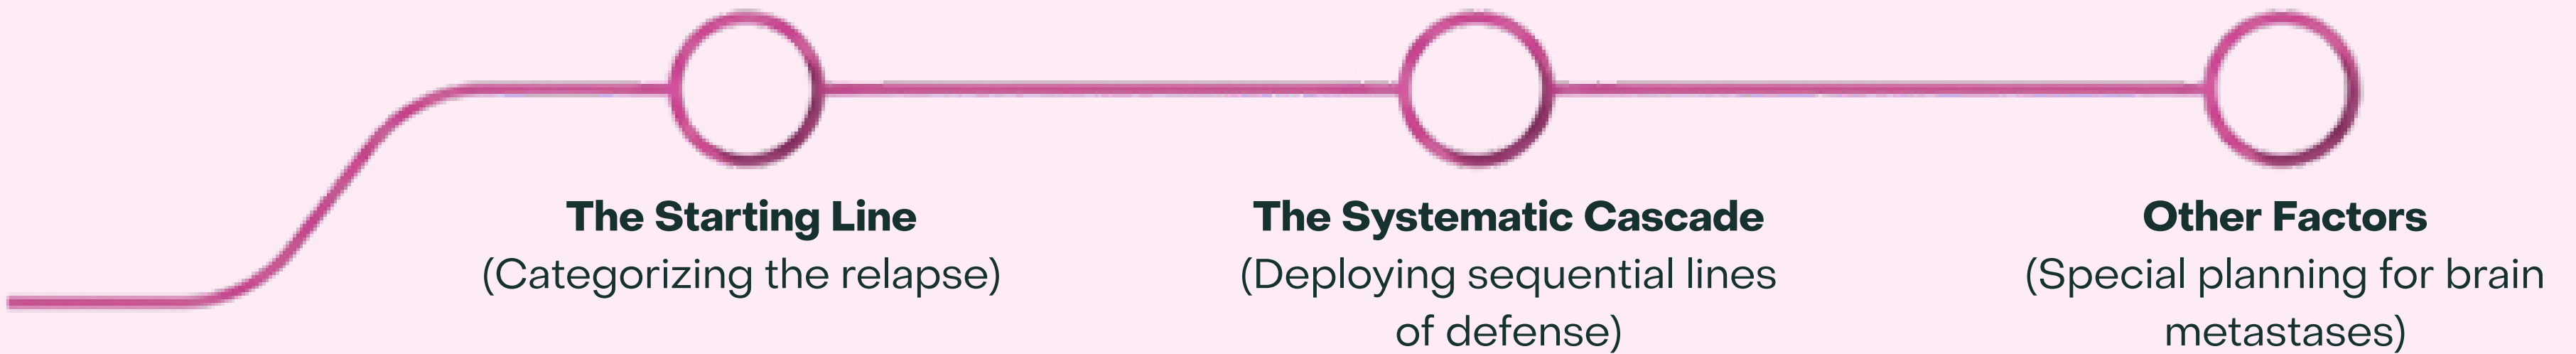 The Starting Line
(Categorizing the relapse)
The Systematic Cascade
(Deploying sequential lines
of defense)
Other Factors
(Special planning for brain
metastases)